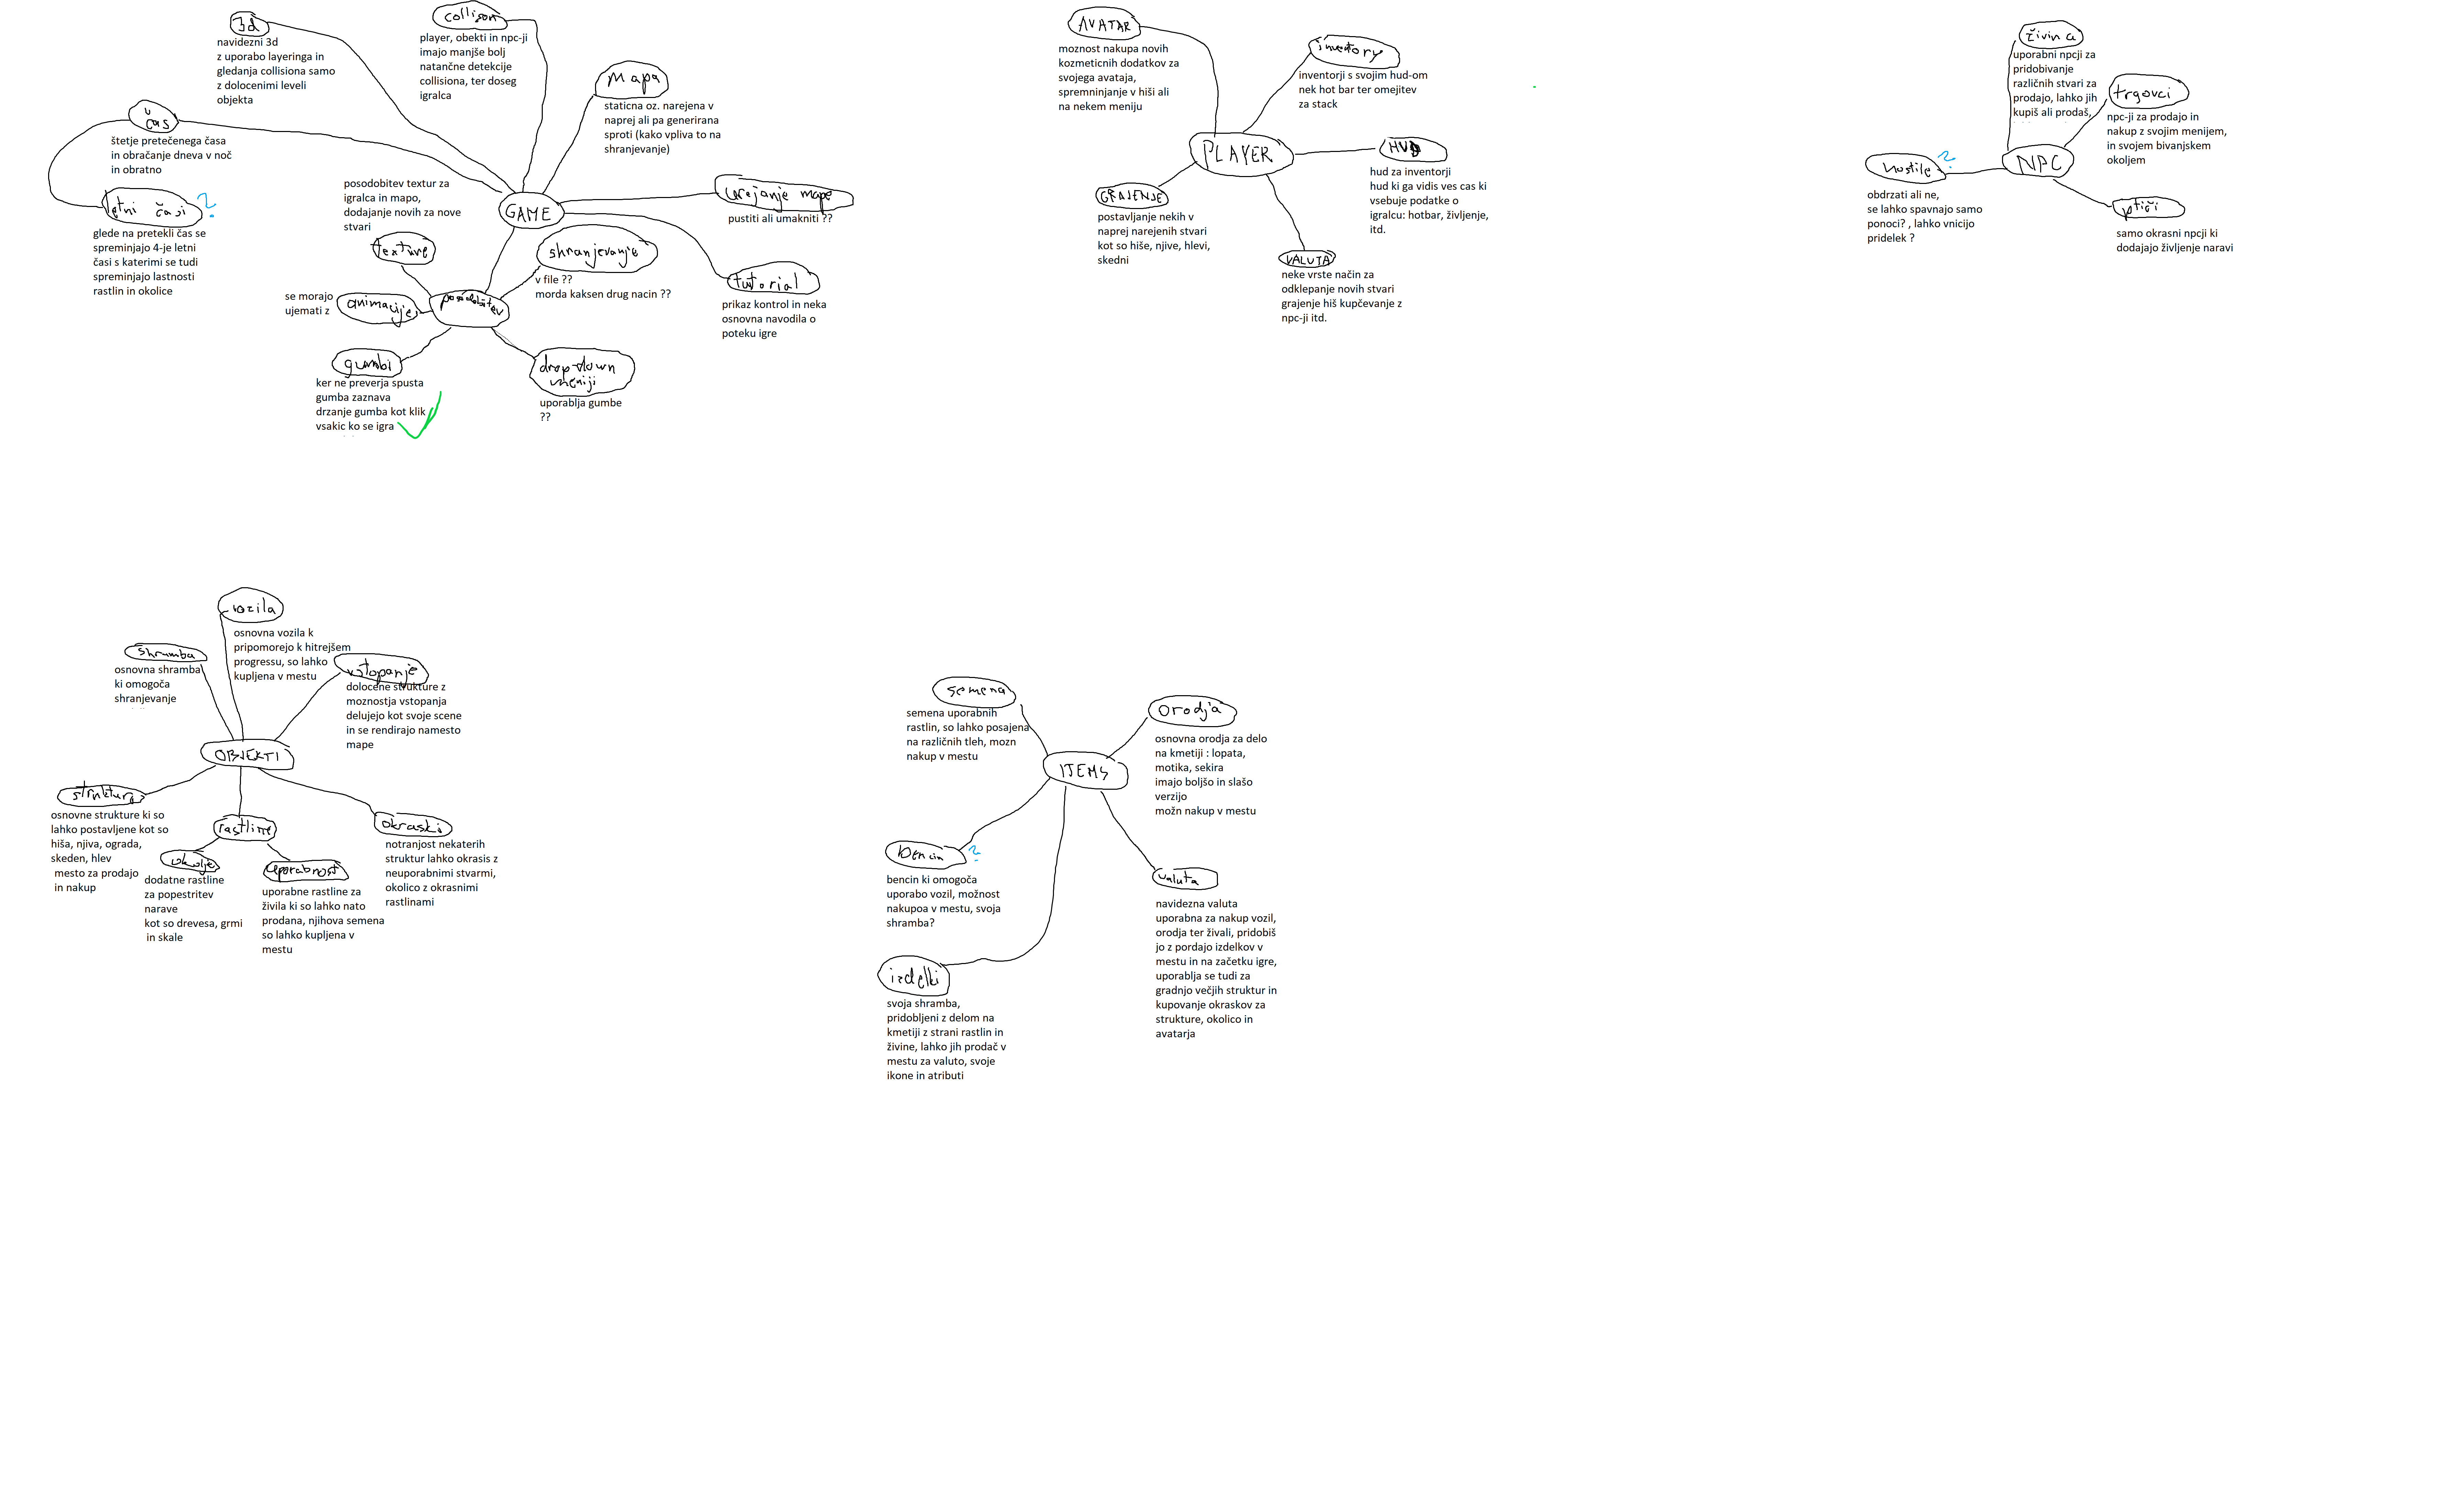 3d
navidezni 3d
z uporabo layeringa in
gledanja collisiona samo
z dolocenimi leveli
objekta
collison
player, obekti in npc-ji
imajo manjše bolj
natančne detekcije
collisiona, ter doseg
igralca
mapa
staticna oz. narejena v
naprej ali pa generirana
sproti (kako vpliva to na
shranjevanje)
čas
štetje pretečenega časa
in obračanje dneva v noč
in obratno
letni časi ?
glede na pretekli čas se
spreminjajo 4-je letni
časi s katerimi se tudi
spreminjajo lastnosti
rastlin in okolice
GAME
urejanje mape
pustiti ali umakniti ??
tutorial
prikaz kontrol in neka
osnovna navodila o
poteku igre
posodobitev textur za
igralca in mapo,
dodajanje novih za nove
stvari
texture
shranjevanje
v file ??
morda kaksen drug nacin ??
posodobitev
se morajo
ujemati z
animacije
gumbi
ker ne preverja spusta
gumba zaznava
drzanje gumba kot klik
vsakic ko se igra
drop-down
meniji
uporablja gumbe
??
AVATAR
moznost nakupa novih
kozmeticnih dodatkov za
svojega avataja,
spremninjanje v hiši ali
na nekem meniju
inventory
inventorji s svojim hud-om
nek hot bar ter omejitev
za stack
PLAYER
HUD
hud za inventorji
hud ki ga vidis ves cas ki
vsebuje podatke o
igralcu: hotbar, življenje,
itd.
GRAJENJE
postavljanje nekih v
naprej narejenih stvari
kot so hiše, njive, hlevi,
skedni
VALUTA
neke vrste način za
odklepanje novih stvari
grajenje hiš kupčevanje z
npc-ji itd.
živina
uporabni npcji za
pridobivanje
različnih stvari za
prodajo, lahko jih
kupiš ali prodaš,
trgovci
npc-ji za prodajo in
nakup z svojim menijem,
in svojem bivanjskem
okoljem
NPC
hostile ?
obdrzati ali ne,
se lahko spavnajo samo
ponoci? , lahko vnicijo
pridelek ?
ptiči
samo okrasni npcji ki
dodajajo življenje naravi
vozila
osnovna vozila k
pripomorejo k hitrejšem
progressu, so lahko
kupljena v mestu
shramba
osnovna shramba
ki omogoča
shranjevanje
vstopanje
dolocene strukture z
moznostja vstopanja
delujejo kot svoje scene
in se rendirajo namesto
mape
OBJEKTI
struktura
osnovne strukture ki so
lahko postavljene kot so
hiša, njiva, ograda,
skeden, hlev
mesto za prodajo
in nakup
rastline
okolje
dodatne rastline
za popestritev
narave
kot so drevesa, grmi
in skale
uporabnost
uporabne rastline za
živila ki so lahko nato
prodana, njihova semena
so lahko kupljena v
mestu
okraski
notranjost nekaterih
struktur lahko okrasis z
neuporabnimi stvarmi,
okolico z okrasnimi
rastlinami
semena
semena uporabnih
rastlin, so lahko posajena
na različnih tleh, mozn
nakup v mestu
orodja
osnovna orodja za delo
na kmetiji : lopata,
motika, sekira
imajo boljšo in slašo
verzijo
možn nakup v mestu
ITEMS
bencin ?
bencin ki omogoča
uporabo vozil, možnost
nakupoa v mestu, svoja
shramba?
valuta
navidezna valuta
uporabna za nakup vozil,
orodja ter živali, pridobiš
jo z pordajo izdelkov v
mestu in na začetku igre,
uporablja se tudi za
gradnjo večjih struktur in
kupovanje okraskov za
strukture, okolico in
avatarja
izdelki
svoja shramba,
pridobljeni z delom na
kmetiji z strani rastlin in
živine, lahko jih prodač v
mestu za valuto, svoje
ikone in atributi